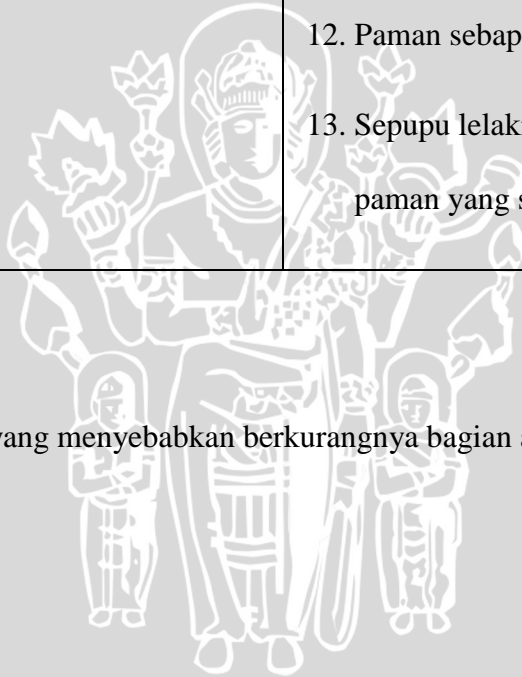 12. Paman sebap
13. Sepupu lelak
paman yang s
yang menyebabkan berkurangnya bagian a